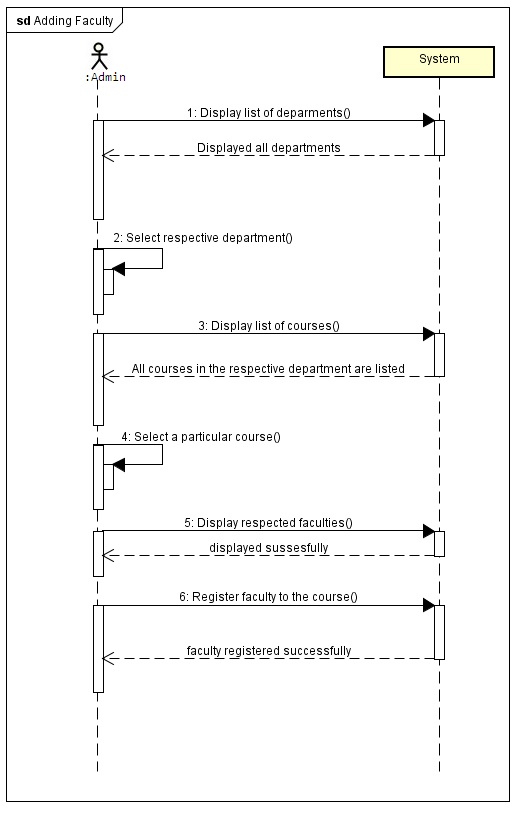 sd Adding Faculty
:Admin
System
1: Display list of deparments()
Displayed all departments
2: Select respective department()
3: Display list of courses()
All courses in the respective department are listed
4: Select a particular course()
5: Display respected faculties()
displayed sussesfully
6: Register faculty to the course()
faculty registered successfully